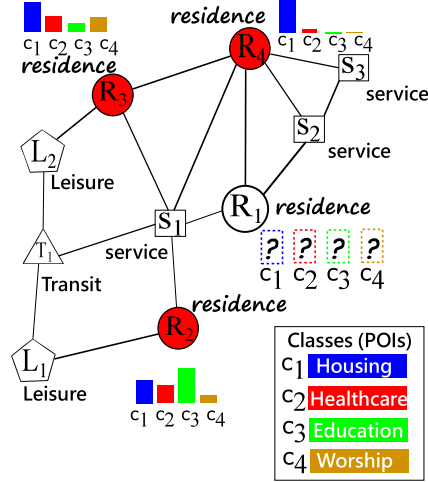 residence
c1 c2 c3 c4
residence
R4
c1 c2 c3 c4
S3
service
R3
S2
service
L2
Leisure
R1
residence
S1
service
T1
Transit
? ? ? ?
c1 c2 c3 c4
residence
R2
L1
Leisure
c1 c2 c3 c4
Classes (POIs)
c1 Housing
c2 Healthcare
c3 Education
c4 Worship